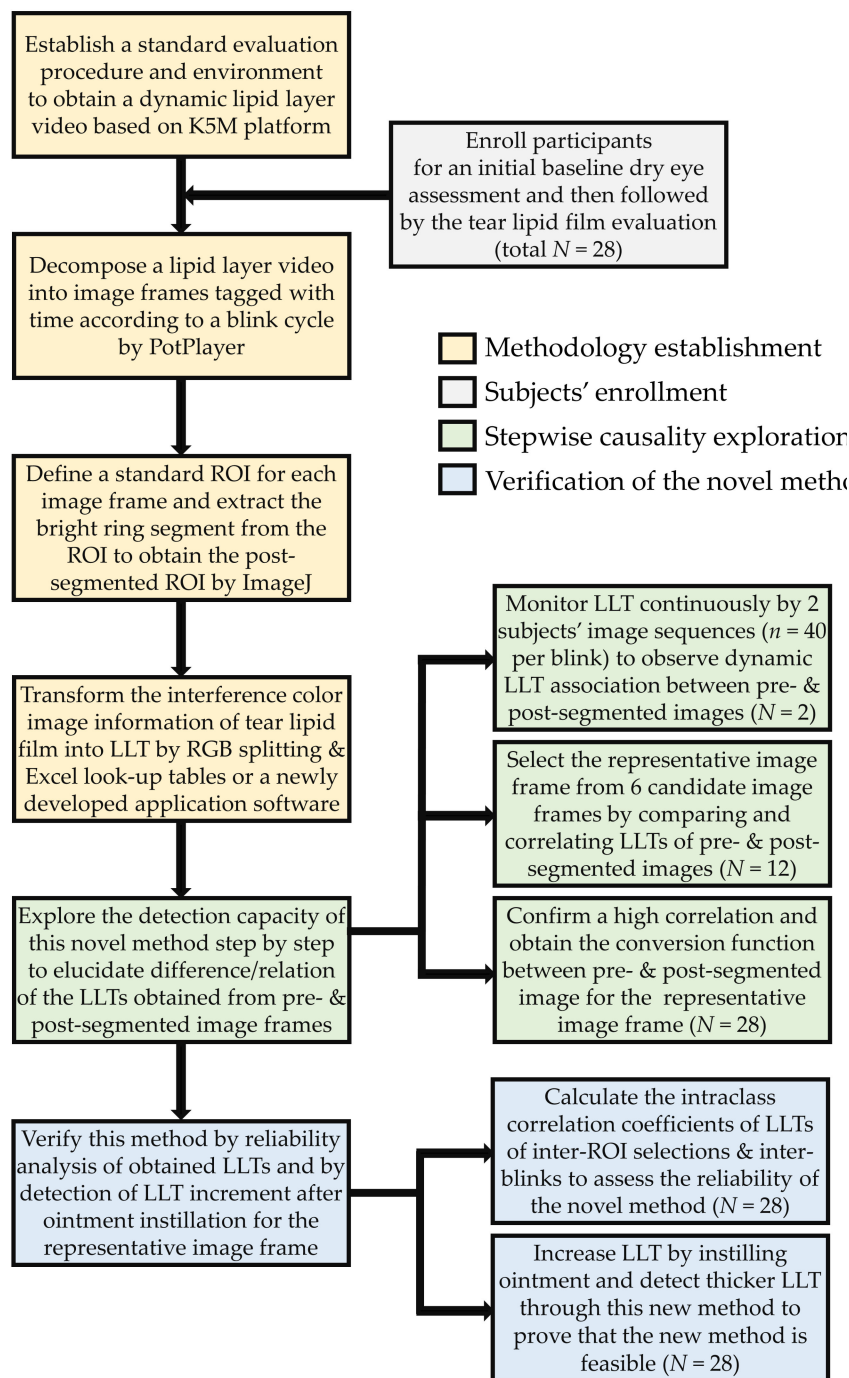 Establish a standard evaluation
procedure and environment
to obtain a dynamic lipid layer
video based on K5M platform
Enroll participants
for an initial baseline dry eye
assessment and then followed
by the tear lipid film evaluation
(total N = 28)
Decompose a lipid layer video
into image frames tagged with
time according to a blink cycle
by PotPlayer
Methodology establishment
Subjects' enrollment
Stepwise causality exploration
Verification of the novel metho
Define a standard ROI for each
image frame and extract the
bright ring segment from the
ROI to obtain the post-
segmented ROI by ImageJ
Transform the interference color
image information of tear lipid
film into LLT by RGB splitting &
Excel look-up tables or a newly
developed application software
Monitor LLT continuously by 2
subjects' image sequences (n = 40
per blink) to observe dynamic
LLT association between pre- &
post-segmented images (N = 2)
Select the representative image
frame from 6 candidate image
frames by comparing and
correlating LLTs of pre- & post-
segmented images (N = 12)
Explore the detection capacity of
this novel method step by step
to elucidate difference/relation
of the LLTs obtained from pre- &
post-segmented image frames
Confirm a high correlation and
obtain the conversion function
between pre- & post-segmented
image for the representative
image frame (N = 28)
Verify this method by reliability
analysis of obtained LLTs and by
detection of LLT increment after
ointment instillation for the
representative image frame
Calculate the intraclass
correlation coefficients of LLTs
of inter-ROI selections & inter-
blinks to assess the reliability of
the novel method (N = 28)
Increase LLT by instilling
ointment and detect thicker LLT
through this new method to
prove that the new method is
feasible (N = 28)